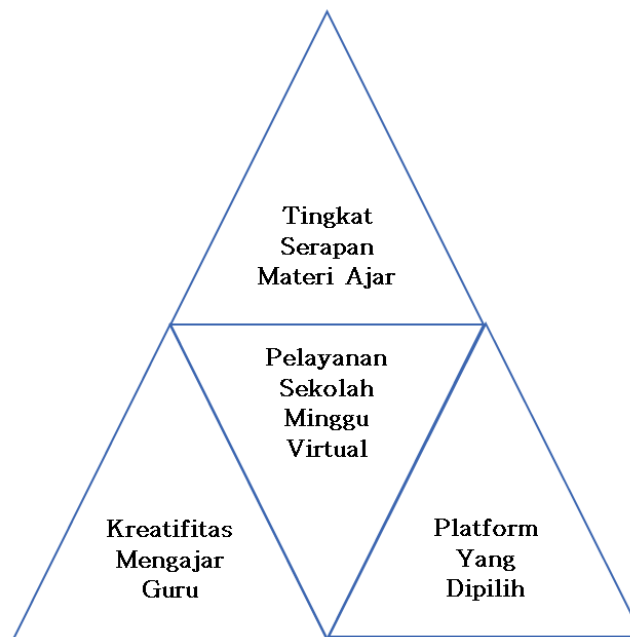 Tingkat
Serapan
Materi Ajar
Pelayanan
Sekolah
Minggu
Virtual
Kreatifitas
Mengajar
Guru
Platform
Yang
Dipilih